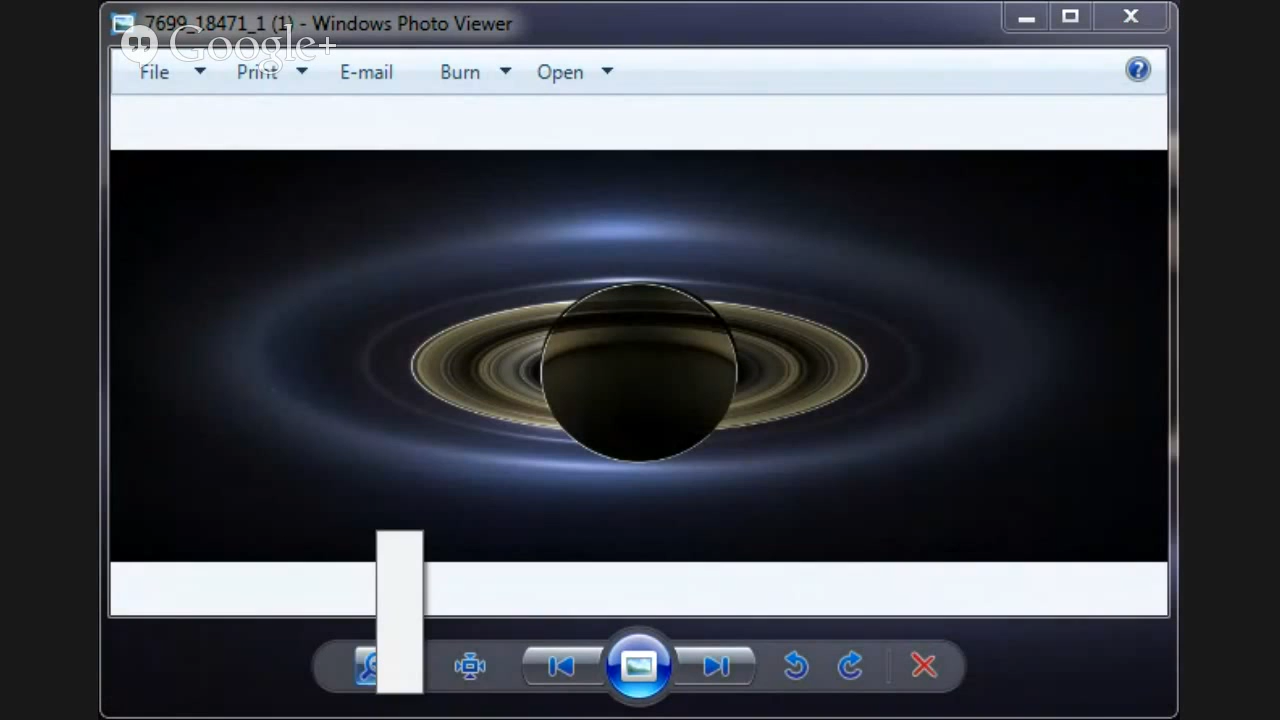 7699_18471_1 (1) - Windows Photo Viewer
Google+
File Print E-mail Burn Open